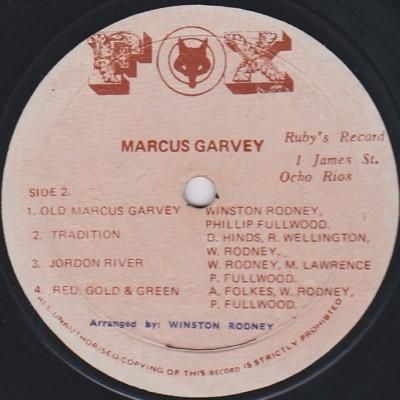 FOX
MARCUS GARVEY
Ruby's Record
1 James St.
Ocho Rios
SIDE 2.
1. OLD MARCUS GARVEY WINSTON RODNEY,
PHILLIP FULLWOOD.
2. TRADITION D. HINDS, R. WELLINGTON,
W. RODNEY.
3. JORDON RIVER W. RODNEY, M. LAWRENCE
P. FULLWOOD.
4. RED, GOLD & GREEN A. FOLKES, W. RODNEY,
P. FULLWOOD.
Arranged by: WINSTON RODNEY
ALL UNAUTHORISED COPYING OF THIS RECORD IS STRICTLY PROHIBITED